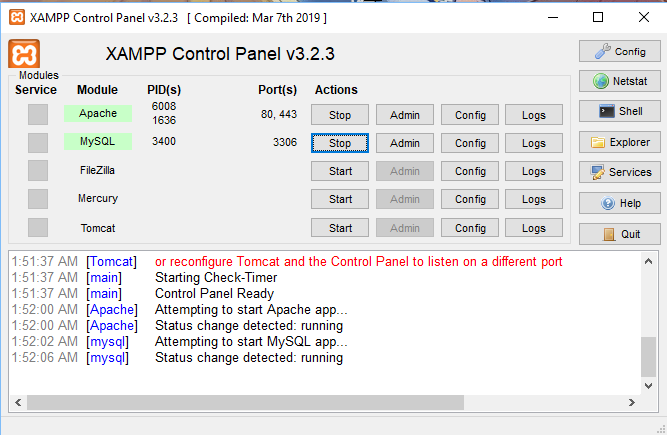 XAMPP Control Panel v3.2.3 [ Compiled: Mar 7th 2019 ]
XAMPP Control Panel v3.2.3
Config
Modules
Service Module PID(s) Port(s) Actions
Netstat
Apache 6008 1636 80, 443 Stop Admin Config Logs
Shell
MySQL 3400 3306 Stop Admin Config Logs
Explorer
FileZilla Start Admin Config Logs
Services
Mercury Start Admin Config Logs
Help
Tomcat Start Admin Config Logs
Quit
1:51:37 AM [Tomcat] or reconfigure Tomcat and the Control Panel to listen on a different port
1:51:37 AM [main] Starting Check-Timer
1:51:37 AM [main] Control Panel Ready
1:52:00 AM [Apache] Attempting to start Apache app...
1:52:00 AM [Apache] Status change detected: running
1:52:02 AM [mysql] Attempting to start MySQL app...
1:52:06 AM [mysql] Status change detected: running